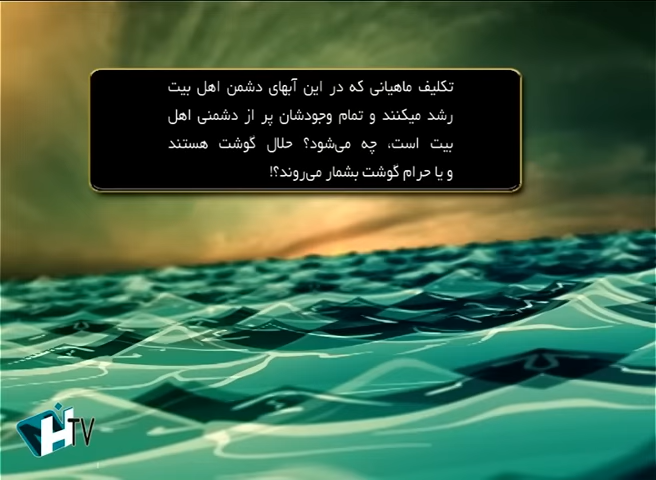 تکلیف ماهیانی که در این آبهای دشمن اهل بیت
رشد میکنند و تمام وجودشان پر از دشمنی اهل
بیت است، چه می‌شود؟ حلال گوشت هستند
و یا حرام گوشت بشمار می‌روند؟!
HTV